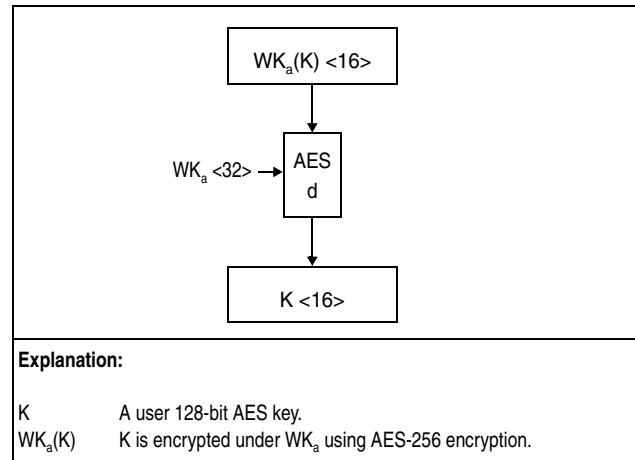 WKa(K) <16>
WKa <32>
AES
d
K <16>
Explanation:
K A user 128-bit AES key.
WKa(K) K is encrypted under WKa using AES-256 encryption.